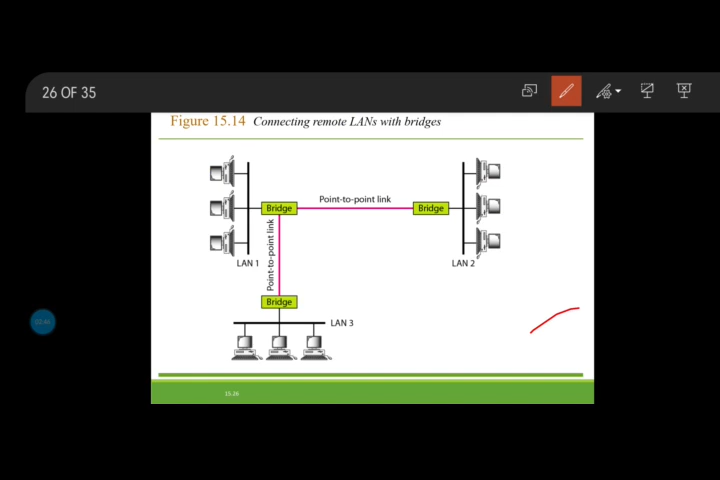 26 OF 35
Figure 15.14 Connecting remote LANs with bridges
Point-to-point link
Bridge
Bridge
Point-to-point link
LAN 1
LAN 2
Bridge
LAN 3
15.26